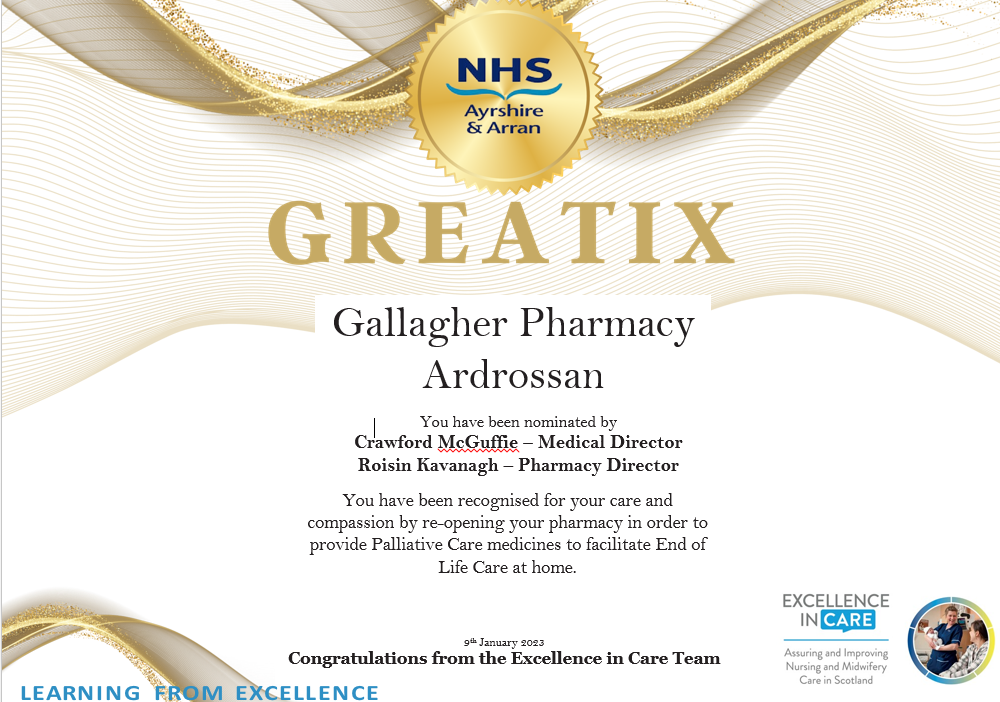 NHS
Ayrshire
& Arran
GREATIX
Gallagher Pharmacy
Ardrossan
You have been nominated by
Crawford McGuffie – Medical Director
Roisin Kavanagh – Pharmacy Director
You have been recognised for your care and
compassion by re-opening your pharmacy in order to
provide Palliative Care medicines to facilitate End of
Life Care at home.
9th January 2023
Congratulations from the Excellence in Care Team
LEARNING FROM EXCELLENCE
EXCELLENCE
IN CARE
Assuring and Improving
Nursing and Midwifery
Care in Scotland